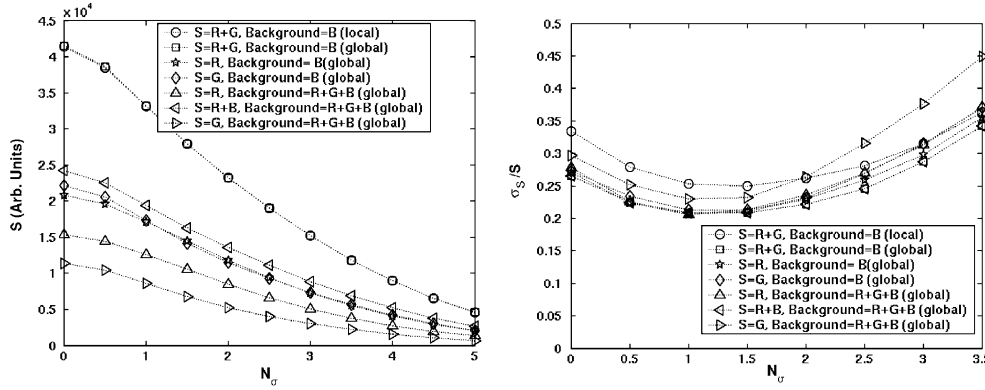 x 10⁴
4.5
4
3.5
3
2.5
2
1.5
1
0.5
0
S (Arb. Units)
0 1 2 3 4 5
Nσ
S=R+G, Background=B (local)
S=R+G, Background=B (global)
S=R, Background= B(global)
S=G, Background=B (global)
S=R, Background=R+G+B (global)
S=R+B, Background=R+G+B (global)
S=G, Background=R+G+B (global)
0.5
0.45
0.4
0.35
0.3
0.25
0.2
0.15
0.1
0.05
0
σS/S
0 0.5 1 1.5 2 2.5 3 3.5
Nσ
S=R+G, Background=B (local)
S=R+G, Background=B (global)
S=R, Background= B(global)
S=G, Background=B (global)
S=R, Background=R+G+B (global)
S=R+B, Background=R+G+B (global)
S=G, Background=R+G+B (global)